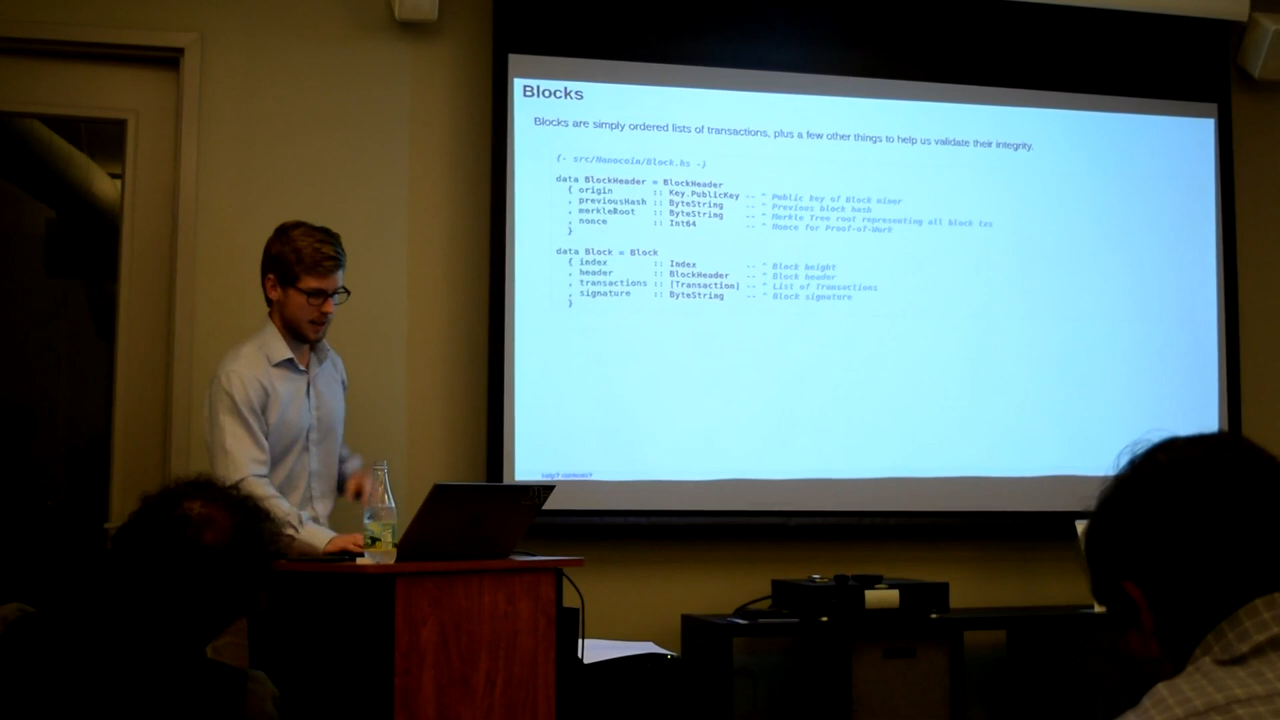 Blocks
Blocks are simply ordered lists of transactions, plus a few other things to help us validate their integrity.
{- src/Nanocoin/Block.hs -}
data BlockHeader = BlockHeader
{ origin :: Key.PublicKey -- ^ Public key of Block miner
, previousHash :: ByteString -- ^ Previous block hash
, merkleRoot :: ByteString -- ^ Merkle Tree root representing all block txs
, nonce :: Int64 -- ^ Nonce for Proof-of-Work
}
data Block = Block
{ index :: Index -- ^ Block height
, header :: BlockHeader -- ^ Block header
, transactions :: [Transaction] -- ^ List of Transactions
, signature :: ByteString -- ^ Block signature
}